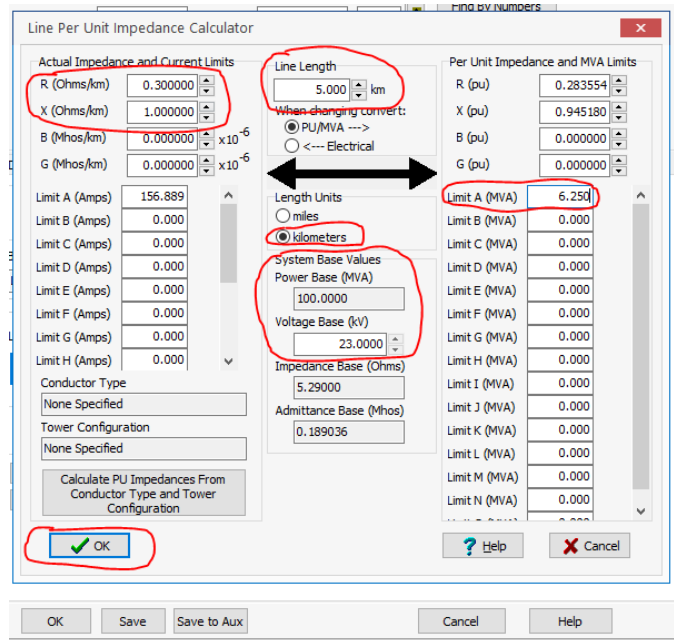 Find By Numbers
Line Per Unit Impedance Calculator
Actual Impedance and Current Limits
R (Ohms/km) 0.300000
X (Ohms/km) 1.000000
B (Mhos/km) 0.000000 x10-6
G (Mhos/km) 0.000000 x10-6
Limit A (Amps) 156.889
Limit B (Amps) 0.000
Limit C (Amps) 0.000
Limit D (Amps) 0.000
Limit E (Amps) 0.000
Limit F (Amps) 0.000
Limit G (Amps) 0.000
Limit H (Amps) 0.000
Conductor Type
None Specified
Tower Configuration
None Specified
Calculate PU Impedances From
Conductor Type and Tower
Configuration
OK
Line Length
5.000 km
When changing convert:
PU/MVA --->
<--- Electrical
Length Units
miles
kilometers
System Base Values
Power Base (MVA)
100.0000
Voltage Base (kV)
23.0000
Impedance Base (Ohms)
5.29000
Admittance Base (Mhos)
0.189036
Per Unit Impedance and MVA Limits
R (pu) 0.283554
X (pu) 0.945180
B (pu) 0.000000
G (pu) 0.000000
Limit A (MVA) 6.250
Limit B (MVA) 0.000
Limit C (MVA) 0.000
Limit D (MVA) 0.000
Limit E (MVA) 0.000
Limit F (MVA) 0.000
Limit G (MVA) 0.000
Limit H (MVA) 0.000
Limit I (MVA) 0.000
Limit J (MVA) 0.000
Limit K (MVA) 0.000
Limit L (MVA) 0.000
Limit M (MVA) 0.000
Limit N (MVA) 0.000
Help
Cancel
OK
Save
Save to Aux
Cancel
Help